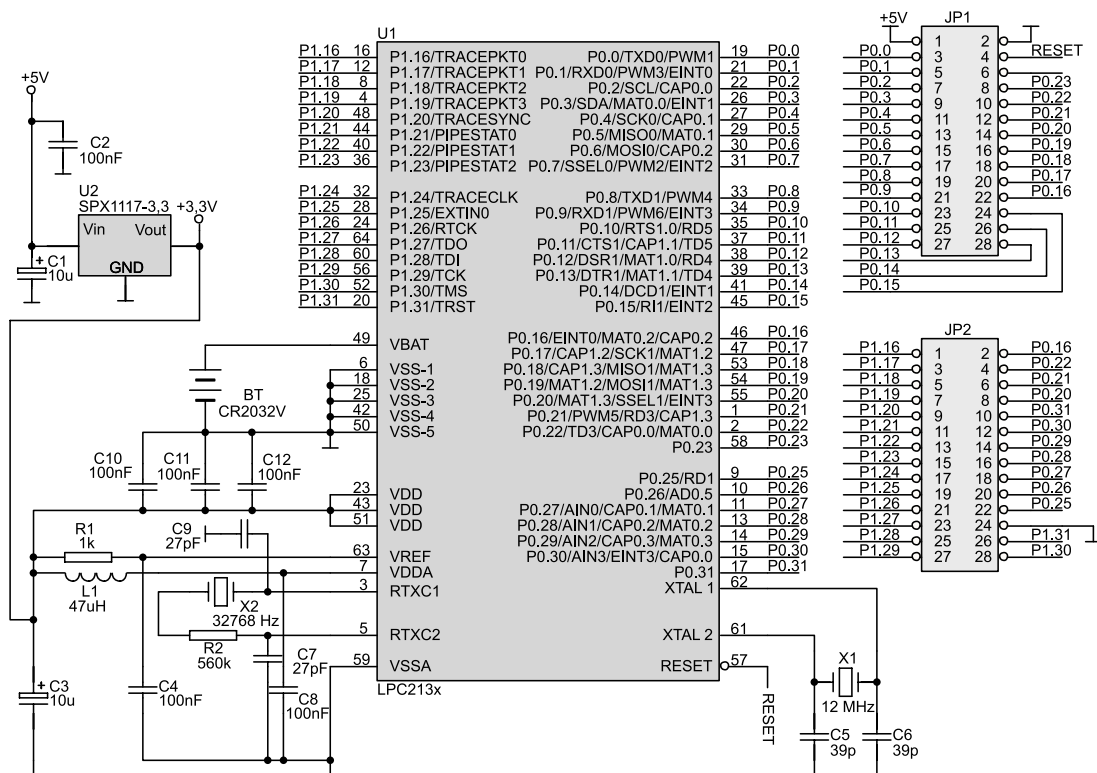 U1
P1.16 16 P1.16/TRACEPKT0
P1.17 12 P1.17/TRACEPKT1
P1.18 8 P1.18/TRACEPKT2
P1.19 4 P1.19/TRACEPKT3
P1.20 48 P1.20/TRACESYNC
P1.21 44 P1.21/PIPESTAT0
P1.22 40 P1.22/PIPESTAT1
P1.23 36 P1.23/PIPESTAT2
P1.24 32 P1.24/TRACECLK
P1.25 28 P1.25/EXTIN0
P1.26 24 P1.26/RTCK
P1.27 64 P1.27/TDO
P1.28 60 P1.28/TDI
P1.29 56 P1.29/TCK
P1.30 52 P1.30/TMS
P1.31 20 P1.31/TRST
49 VBAT
6 VSS-1
18 VSS-2
25 VSS-3
42 VSS-4
50 VSS-5
23 VDD
43 VDD
51 VDD
63 VREF
7 VDDA
3 RTXC1
5 RTXC2
59 VSSA
LPC213x
P0.0/TXD0/PWM1 19 P0.0
P0.1/RXD0/PWM3/EINT0 21 P0.1
P0.2/SCL/CAP0.0 22 P0.2
P0.3/SDA/MAT0.0/EINT1 26 P0.3
P0.4/SCK0/CAP0.1 27 P0.4
P0.5/MISO0/MAT0.1 29 P0.5
P0.6/MOSI0/CAP0.2 30 P0.6
P0.7/SSEL0/PWM2/EINT2 31 P0.7
P0.8/TXD1/PWM4 33 P0.8
P0.9/RXD1/PWM6/EINT3 34 P0.9
P0.10/RTS1.0/RD5 35 P0.10
P0.11/CTS1/CAP1.1/TD5 37 P0.11
P0.12/DSR1/MAT1.0/RD4 38 P0.12
P0.13/DTR1/MAT1.1/TD4 39 P0.13
P0.14/DCD1/EINT1 41 P0.14
P0.15/RI1/EINT2 45 P0.15
P0.16/EINT0/MAT0.2/CAP0.2 46 P0.16
P0.17/CAP1.2/SCK1/MAT1.2 47 P0.17
P0.18/CAP1.3/MISO1/MAT1.3 53 P0.18
P0.19/MAT1.2/MOSI1/MAT1.3 54 P0.19
P0.20/MAT1.3/SSEL1/EINT3 55 P0.20
P0.21/PWM5/RD3/CAP1.3 1 P0.21
P0.22/TD3/CAP0.0/MAT0.0 2 P0.22
P0.23 58 P0.23
P0.25/RD1 9 P0.25
P0.26/AD0.5 10 P0.26
P0.27/AIN0/CAP0.1/MAT0.1 11 P0.27
P0.28/AIN1/CAP0.2/MAT0.2 13 P0.28
P0.29/AIN2/CAP0.3/MAT0.3 14 P0.29
P0.30/AIN3/EINT3/CAP0.0 15 P0.30
P0.31 17 P0.31
XTAL 1 62
XTAL 2 61
RESET 57
RESET
+5V
C2
100nF
U2
SPX1117-3,3
+3,3V
Vin Vout
GND
+ C1
10u
BT
CR2032V
C10
100nF
C11
100nF
C12
100nF
C9
27pF
R1
1k
L1
47uH
X2
32768 Hz
R2
560k
C7
27pF
C8
100nF
C4
100nF
+ C3
10u
X1
12 MHz
C5
39p
C6
39p
JP1
+5V 1 2
P0.0 3 4 RESET
P0.1 5 6
P0.2 7 8 P0.23
P0.3 9 10 P0.22
P0.4 11 12 P0.21
P0.5 13 14 P0.20
P0.6 15 16 P0.19
P0.7 17 18 P0.18
P0.8 19 20 P0.17
P0.9 21 22 P0.16
P0.10 23 24
P0.11 25 26
P0.12 27 28
P0.13
P0.14
P0.15
JP2
P1.16 1 2 P0.16
P1.17 3 4 P0.22
P1.18 5 6 P0.21
P1.19 7 8 P0.20
P1.20 9 10 P0.31
P1.21 11 12 P0.30
P1.22 13 14 P0.29
P1.23 15 16 P0.28
P1.24 17 18 P0.27
P1.25 19 20 P0.26
P1.26 21 22 P0.25
P1.27 23 24
P1.28 25 26 P1.31
P1.29 27 28 P1.30